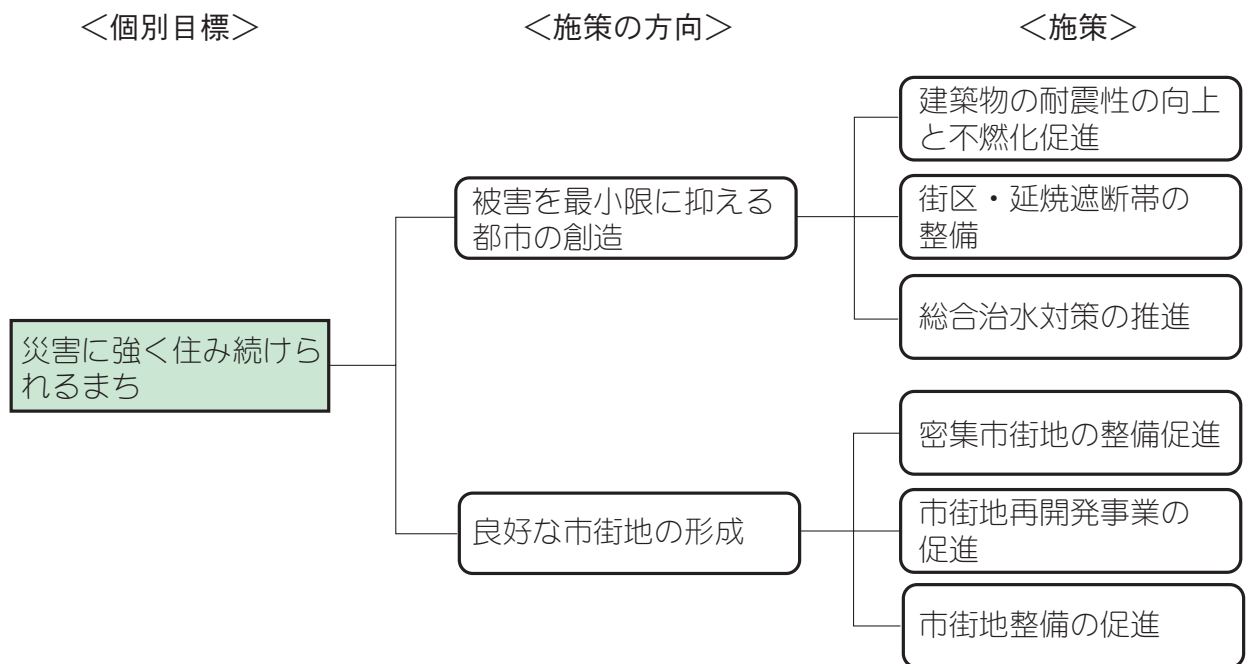 ＜個別目標＞
＜施策の方向＞
＜施策＞
災害に強く住み続けら
れるまち
被害を最小限に抑える
都市の創造
建築物の耐震性の向上
と不燃化促進
街区・延焼遮断帯の
整備
総合治水対策の推進
良好な市街地の形成
密集市街地の整備促進
市街地再開発事業の
促進
市街地整備の促進